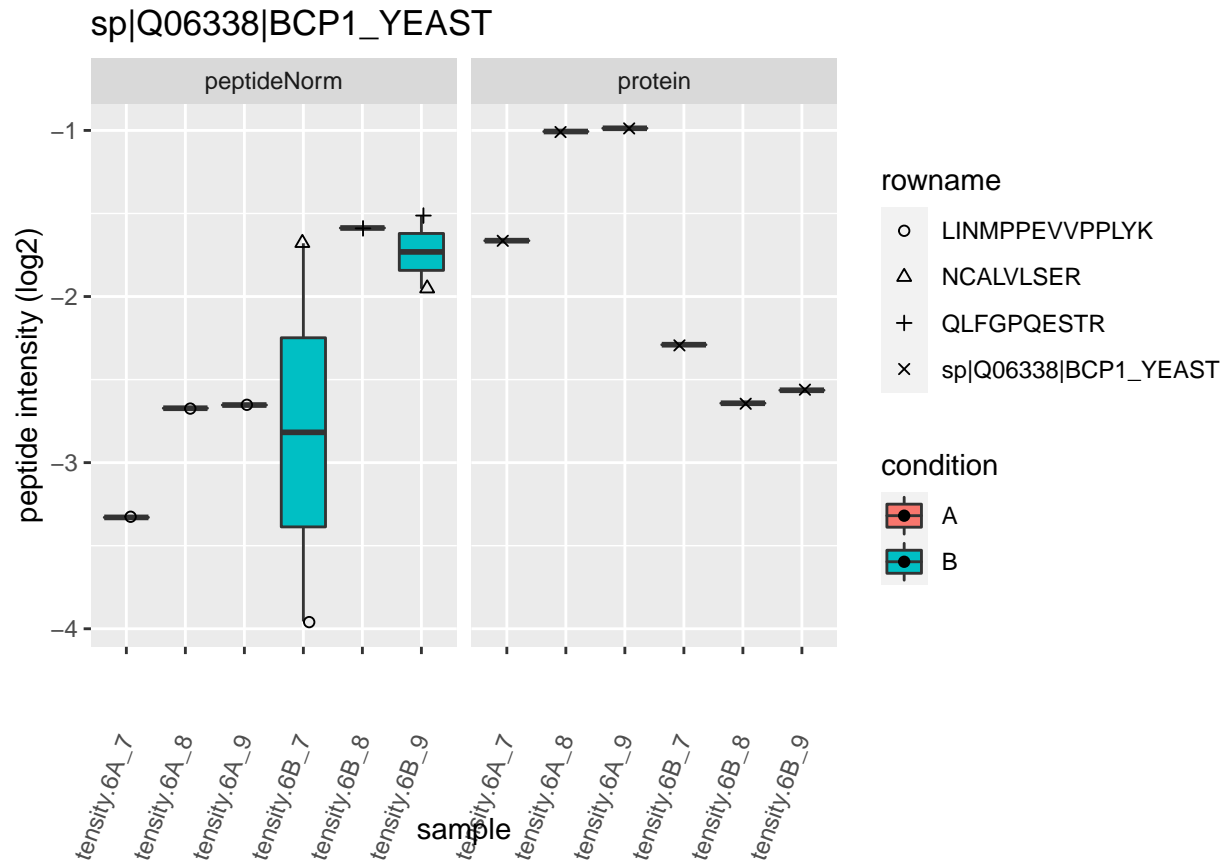 sp|Q06338|BCP1_YEAST
peptideNorm
protein
peptide intensity (log2)
−1
−2
−3
−4
tensity.6A_7
tensity.6A_8
tensity.6A_9
tensity.6B_7
tensity.6B_8
tensity.6B_9
tensity.6A_7
tensity.6A_8
tensity.6A_9
tensity.6B_7
tensity.6B_8
tensity.6B_9
sample
rowname
LINMPPEVVPPLYK
NCALVLSER
QLFGPQESTR
sp|Q06338|BCP1_YEAST
condition
A
B